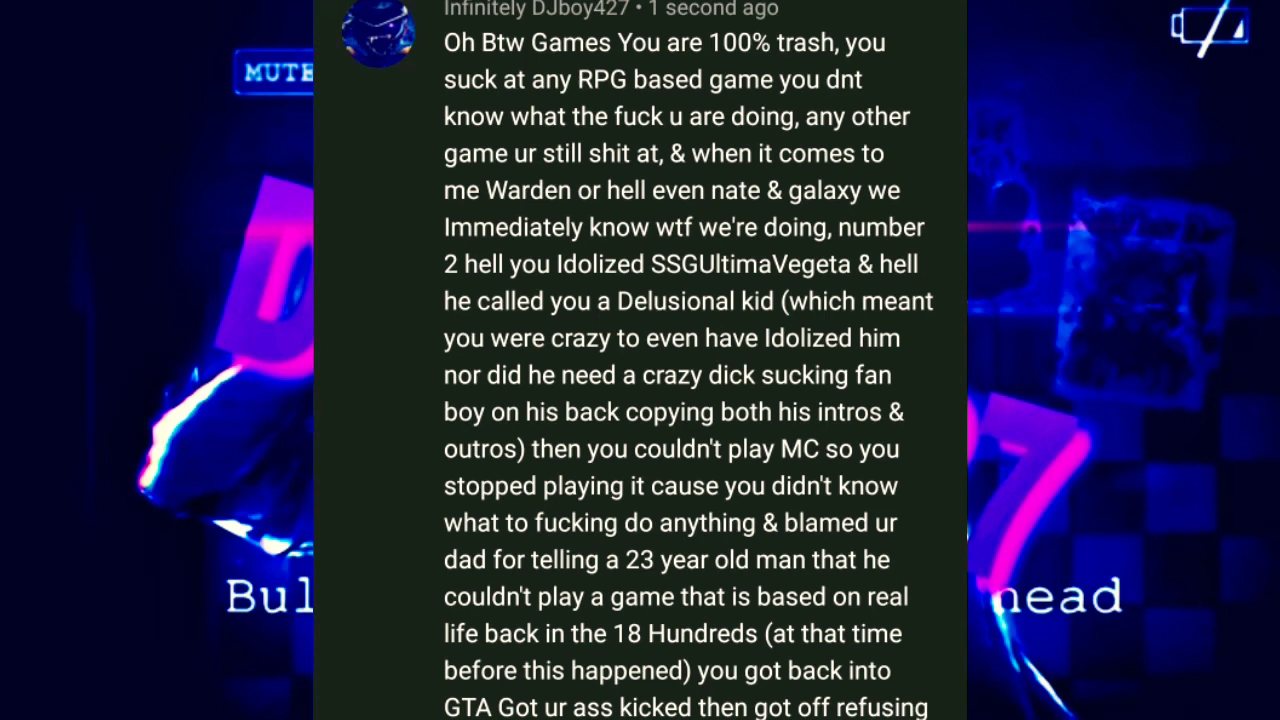 Infinitely DJboy427 • 1 second ago
MUTE
Oh Btw Games You are 100% trash, you
suck at any RPG based game you dnt
know what the fuck u are doing, any other
game ur still shit at, & when it comes to
me Warden or hell even nate & galaxy we
Immediately know wtf we're doing, number
2 hell you Idolized SSGUltimaVegeta & hell
he called you a Delusional kid (which meant
you were crazy to even have Idolized him
nor did he need a crazy dick sucking fan
boy on his back copying both his intros &
outros) then you couldn't play MC so you
stopped playing it cause you didn't know
what to fucking do anything & blamed ur
dad for telling a 23 year old man that he
couldn't play a game that is based on real
life back in the 18 Hundreds (at that time
before this happened) you got back into
GTA Got ur ass kicked then got off refusing
D
7
Bul
head